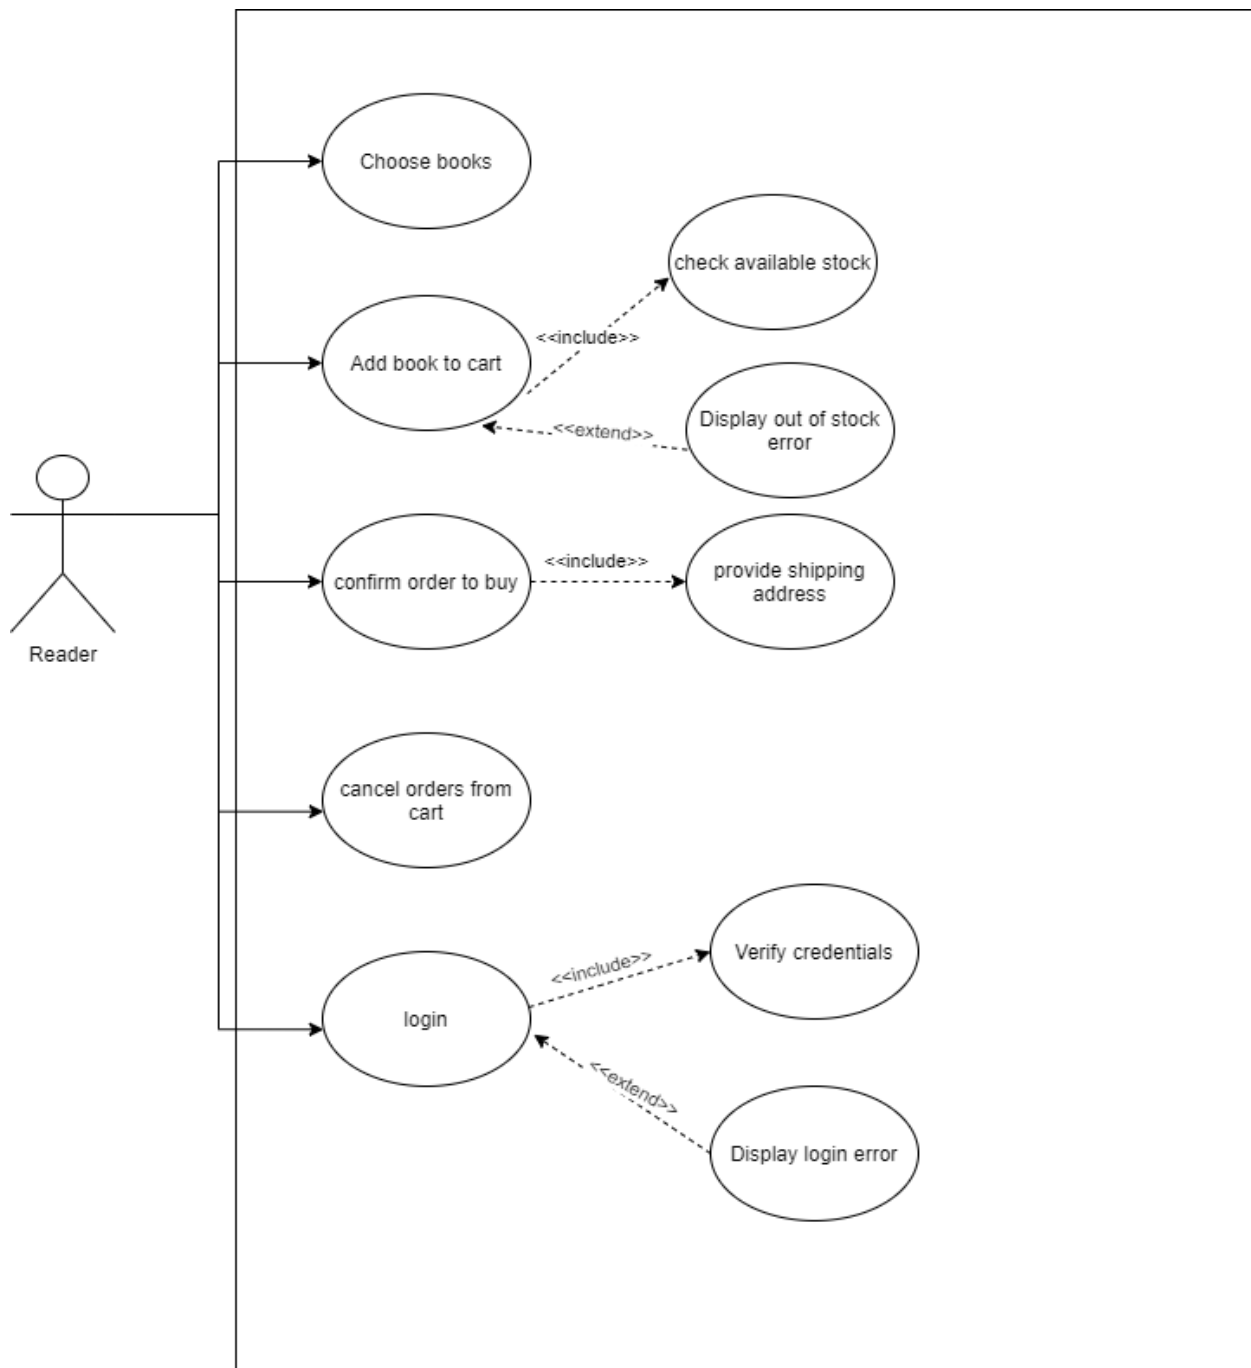 Choose books
check available stock
<<include>>
Add book to cart
Display out of stock
error
<<extend>>
Reader
confirm order to buy
<<include>>
provide shipping
address
cancel orders from
cart
login
<<include>>
Verify credentials
<<extend>>
Display login error